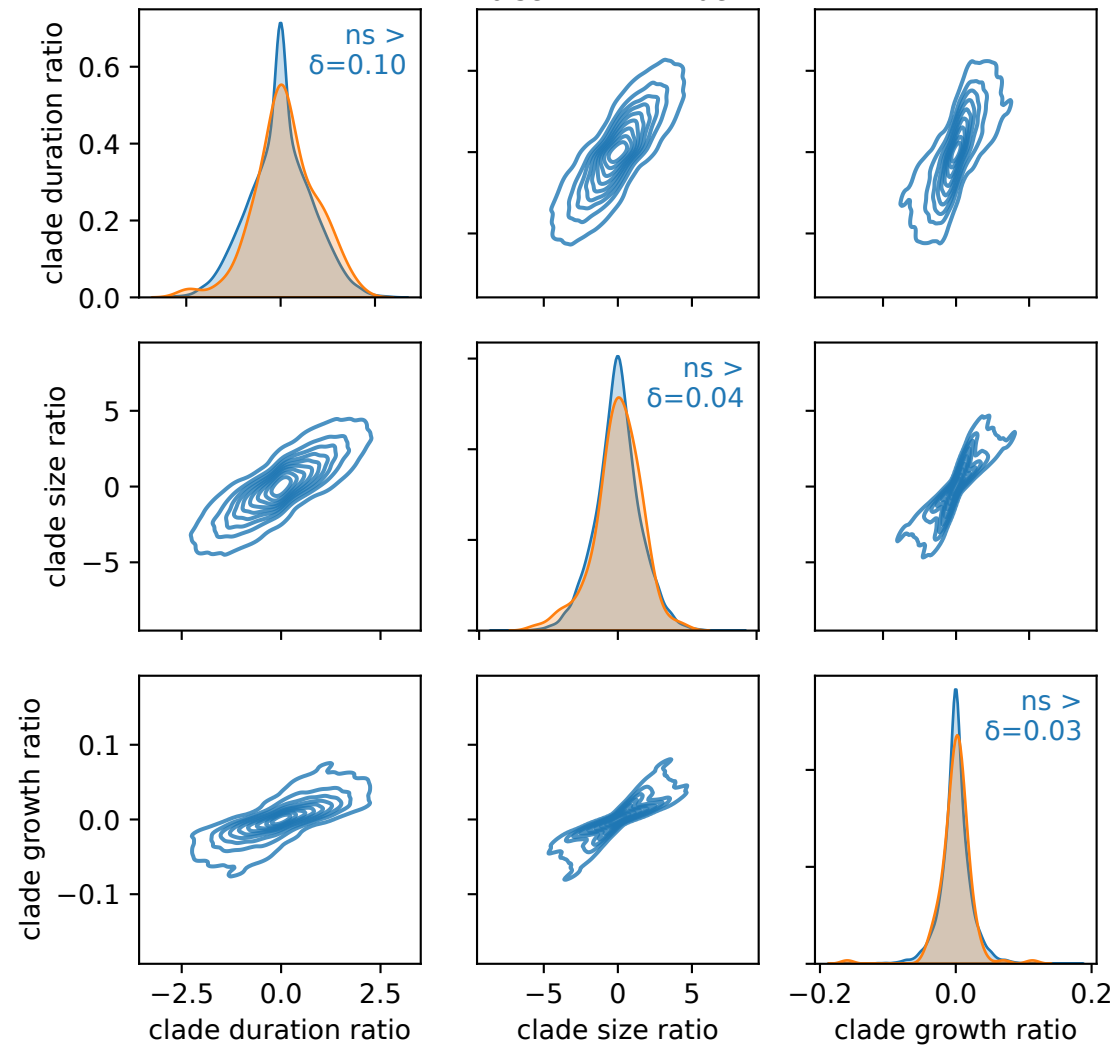 ns >
δ=0.10
clade duration ratio
0.6
0.4
0.2
0.0
ns >
δ=0.04
clade size ratio
5
0
−5
ns >
δ=0.03
clade growth ratio
0.1
0.0
−0.1
−2.5 0.0 2.5
−5 0 5
−0.2 0.0 0.2
clade duration ratio
clade size ratio
clade growth ratio